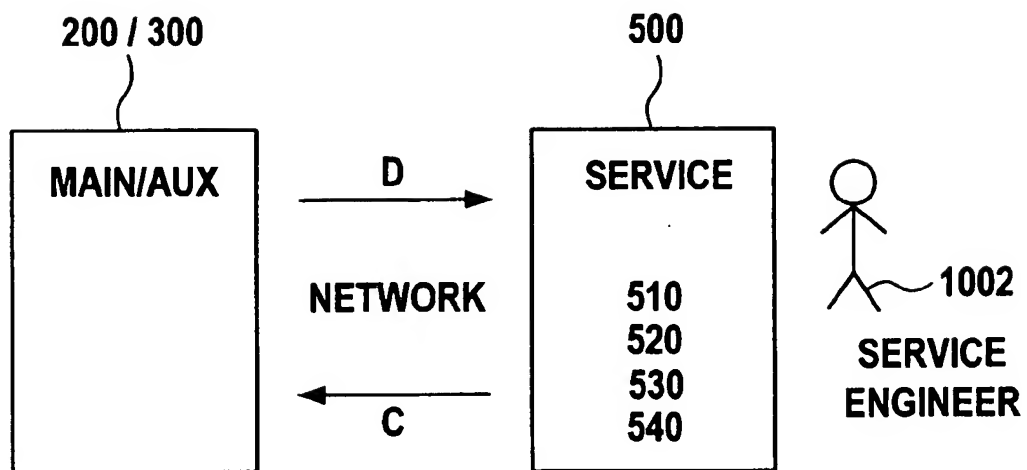 200 / 300
500
MAIN/AUX
D
SERVICE
NETWORK
510
520
530
540
C
1002
SERVICE
ENGINEER